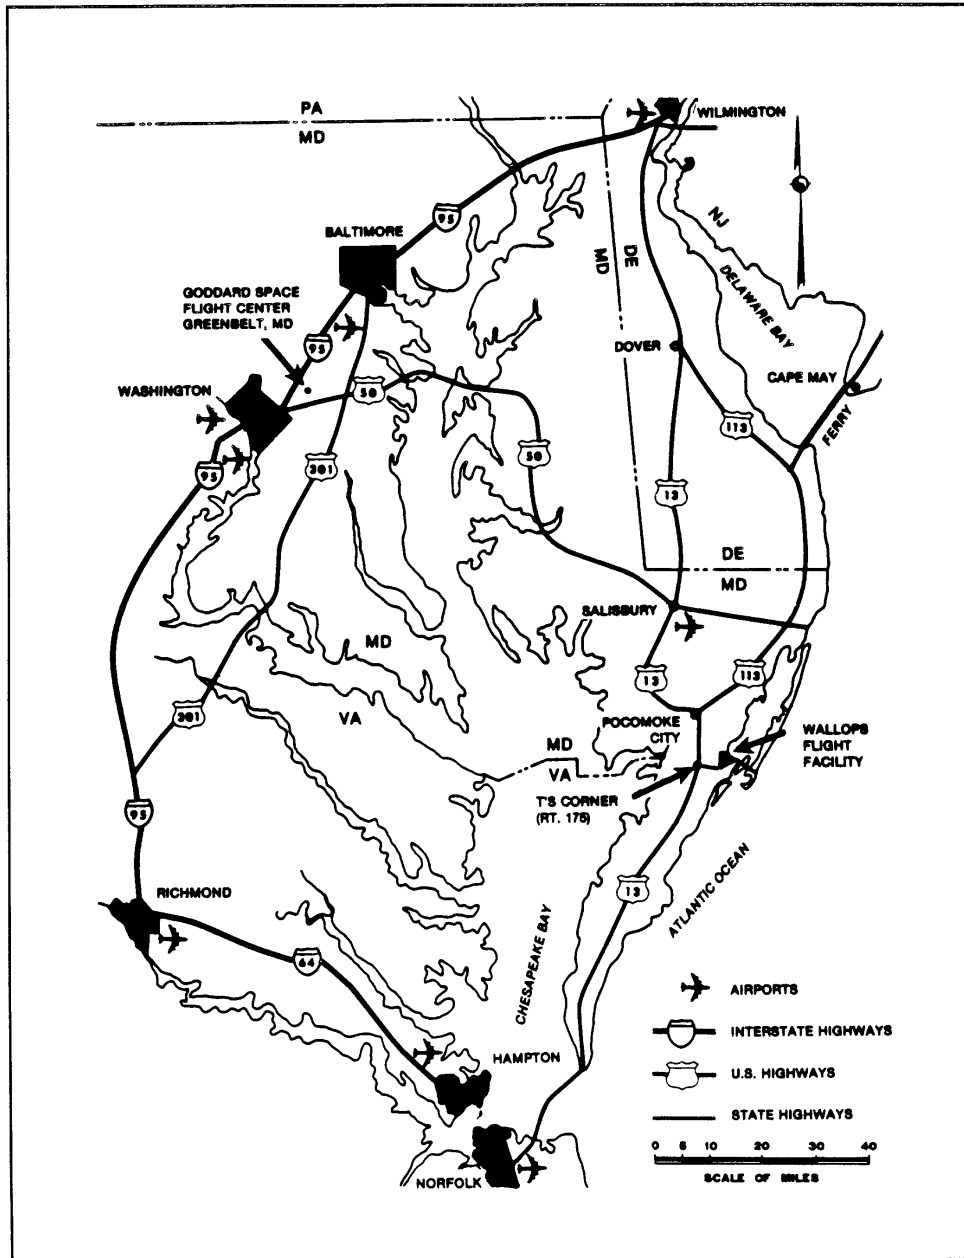 PA
MD
WILMINGTON
95
NJ
BALTIMORE
DE
MD
DELAWARE BAY
GODDARD SPACE
FLIGHT CENTER
GREENBELT, MD
95
DOVER
CAPE MAY
WASHINGTON
50
FERRY
113
50
301
95
13
DE
MD
SALISBURY
MD
13
113
301
VA
POCOMOKE
CITY
WALLOPS
FLIGHT
FACILITY
MD
VA
T'S CORNER
(RT. 175)
95
ATLANTIC OCEAN
13
RICHMOND
CHESAPEAKE BAY
64
AIRPORTS
INTERSTATE HIGHWAYS
HAMPTON
U.S. HIGHWAYS
STATE HIGHWAYS
0 5 10 20 30 40
SCALE OF MILES
NORFOLK